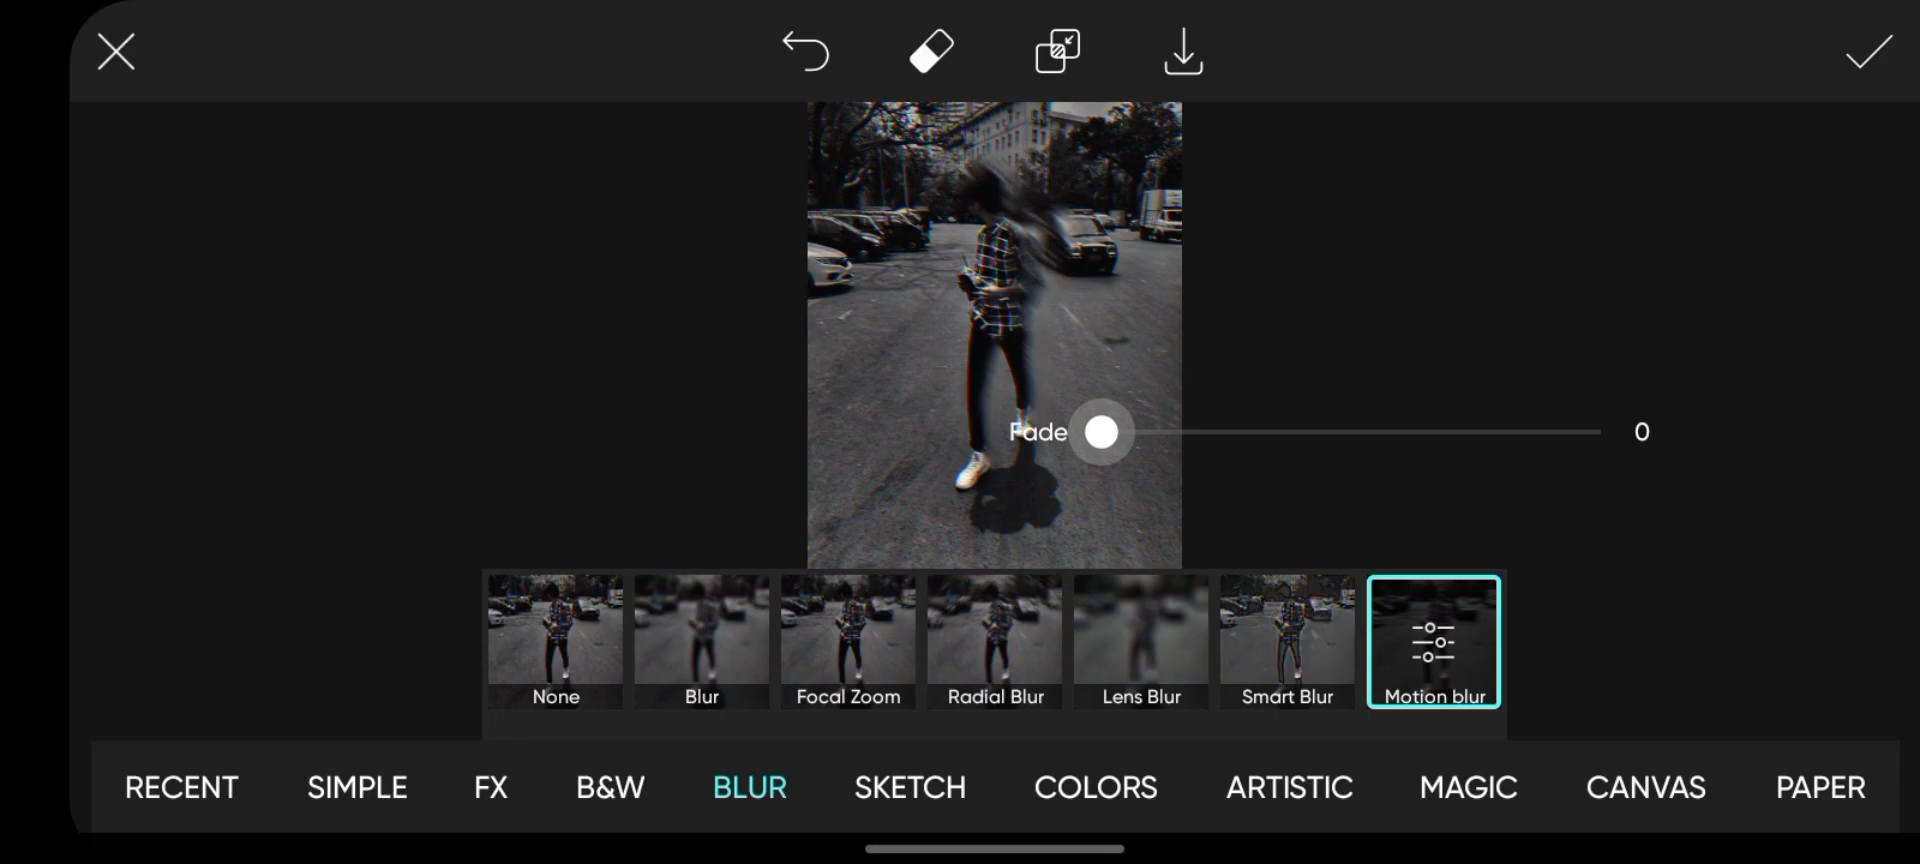 Fade 0
None Blur Focal Zoom Radial Blur Lens Blur Smart Blur Motion blur
RECENT SIMPLE FX B&W BLUR SKETCH COLORS ARTISTIC MAGIC CANVAS PAPER